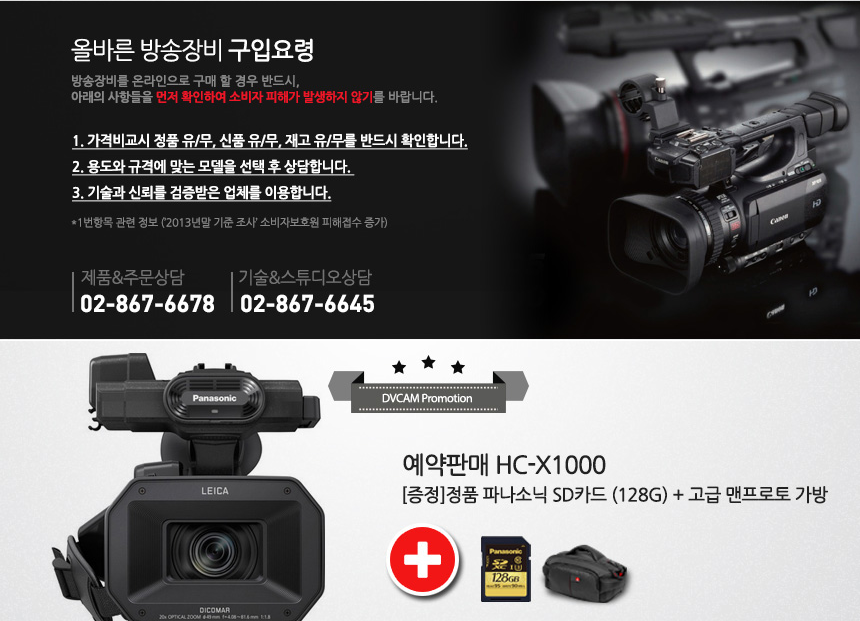 올바른 방송장비 구입요령
방송장비를 온라인으로 구매 할 경우 반드시,
아래의 사항들을 먼저 확인하여 소비자 피해가 발생하지 않기를 바랍니다.
1. 가격비교시 정품 유/무, 신품 유/무, 재고 유/무를 반드시 확인합니다.
2. 용도와 규격에 맞는 모델을 선택 후 상담합니다.
3. 기술과 신뢰를 검증받은 업체를 이용합니다.
*1번항목 관련 정보 ('2013년말 기준 조사' 소비자보호원 피해접수 증가)
제품&주문상담
02-867-6678
기술&스튜디오상담
02-867-6645
Canon
HD
DVCAM Promotion
Panasonic
LEICA
DICOMAR
예약판매 HC-X1000
[증정]정품 파나소닉 SD카드 (128G) + 고급 맨프로토 가방
Panasonic
128GB